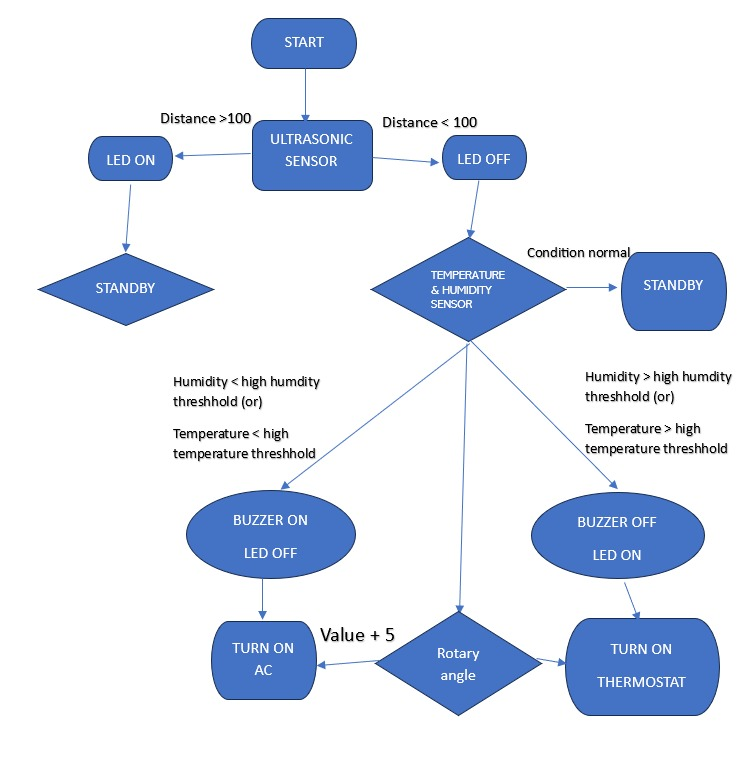 START
Distance >100
Distance < 100
ULTRASONIC
SENSOR
LED ON
LED OFF
Condition normal
TEMPERATURE
& HUMIDITY
SENSOR
STANDBY
STANDBY
Humidity < high humdity
threshhold (or)
Temperature < high
temperature threshhold
Humidity > high humdity
threshhold (or)
Temperature > high
temperature threshhold
BUZZER ON
LED OFF
BUZZER OFF
LED ON
TURN ON
AC
Value + 5
Rotary
angle
TURN ON
THERMOSTAT